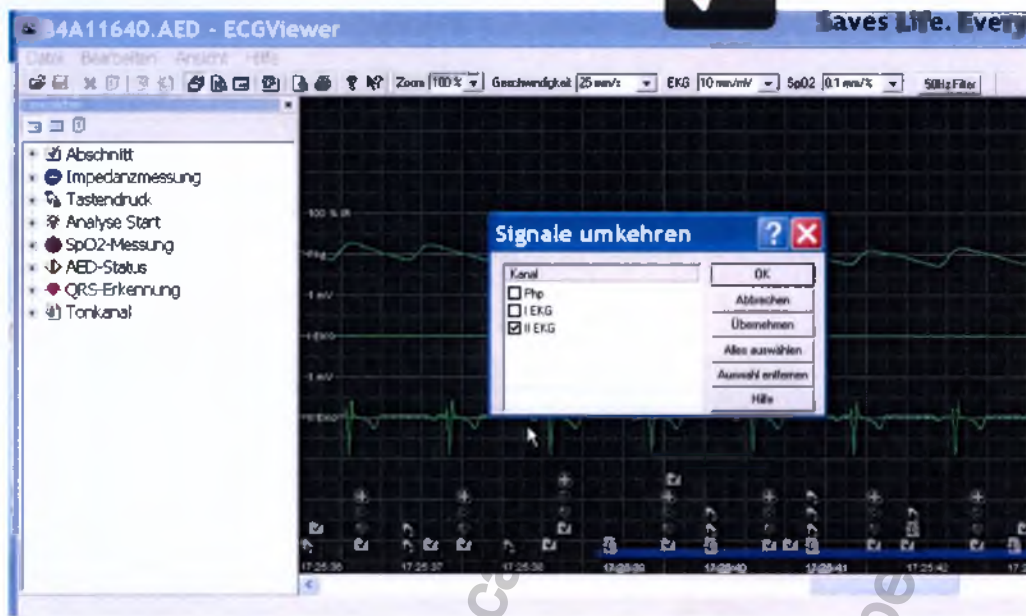 Saves Life. Every
34A11640.AED - ECGViewer
Datei Bearbeiten Ansicht Hilfe
Zoom 100 % Geschwindigkeit 25 mm/s EKG 10 mm/mV SpO2 0.1 mm/% 50Hz Filter
Abschnitt
Impedanzmessung
Tastendruck
Analyse Start
SpO2-Messung
AED-Status
QRS-Erkennung
Tonkanal
Signale umkehren
Kanal
Php
I EKG
II EKG
OK
Abbrechen
Übernehmen
Alles auswählen
Auswahl entfernen
Hilfe
1 mV
1 mV
17:25:36 17:25:37 17:25:38 17:25:39 17:25:40 17:25:41 17:25:42